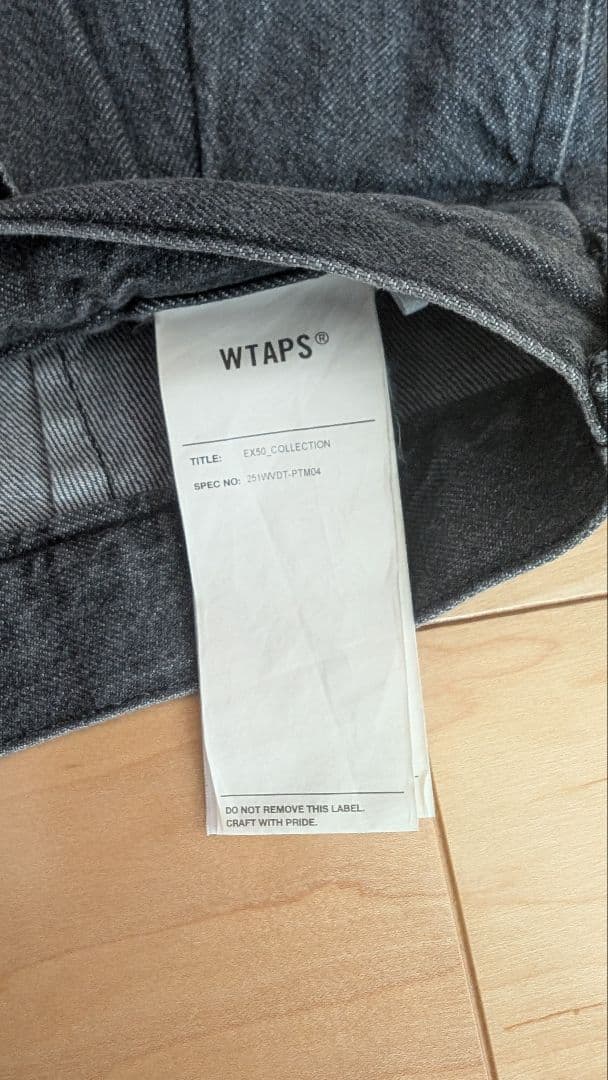 WTAPS®
TITLE: EX50_COLLECTION
SPEC NO: 251WVDT-PTM04
DO NOT REMOVE THIS LABEL.
CRAFT WITH PRIDE.